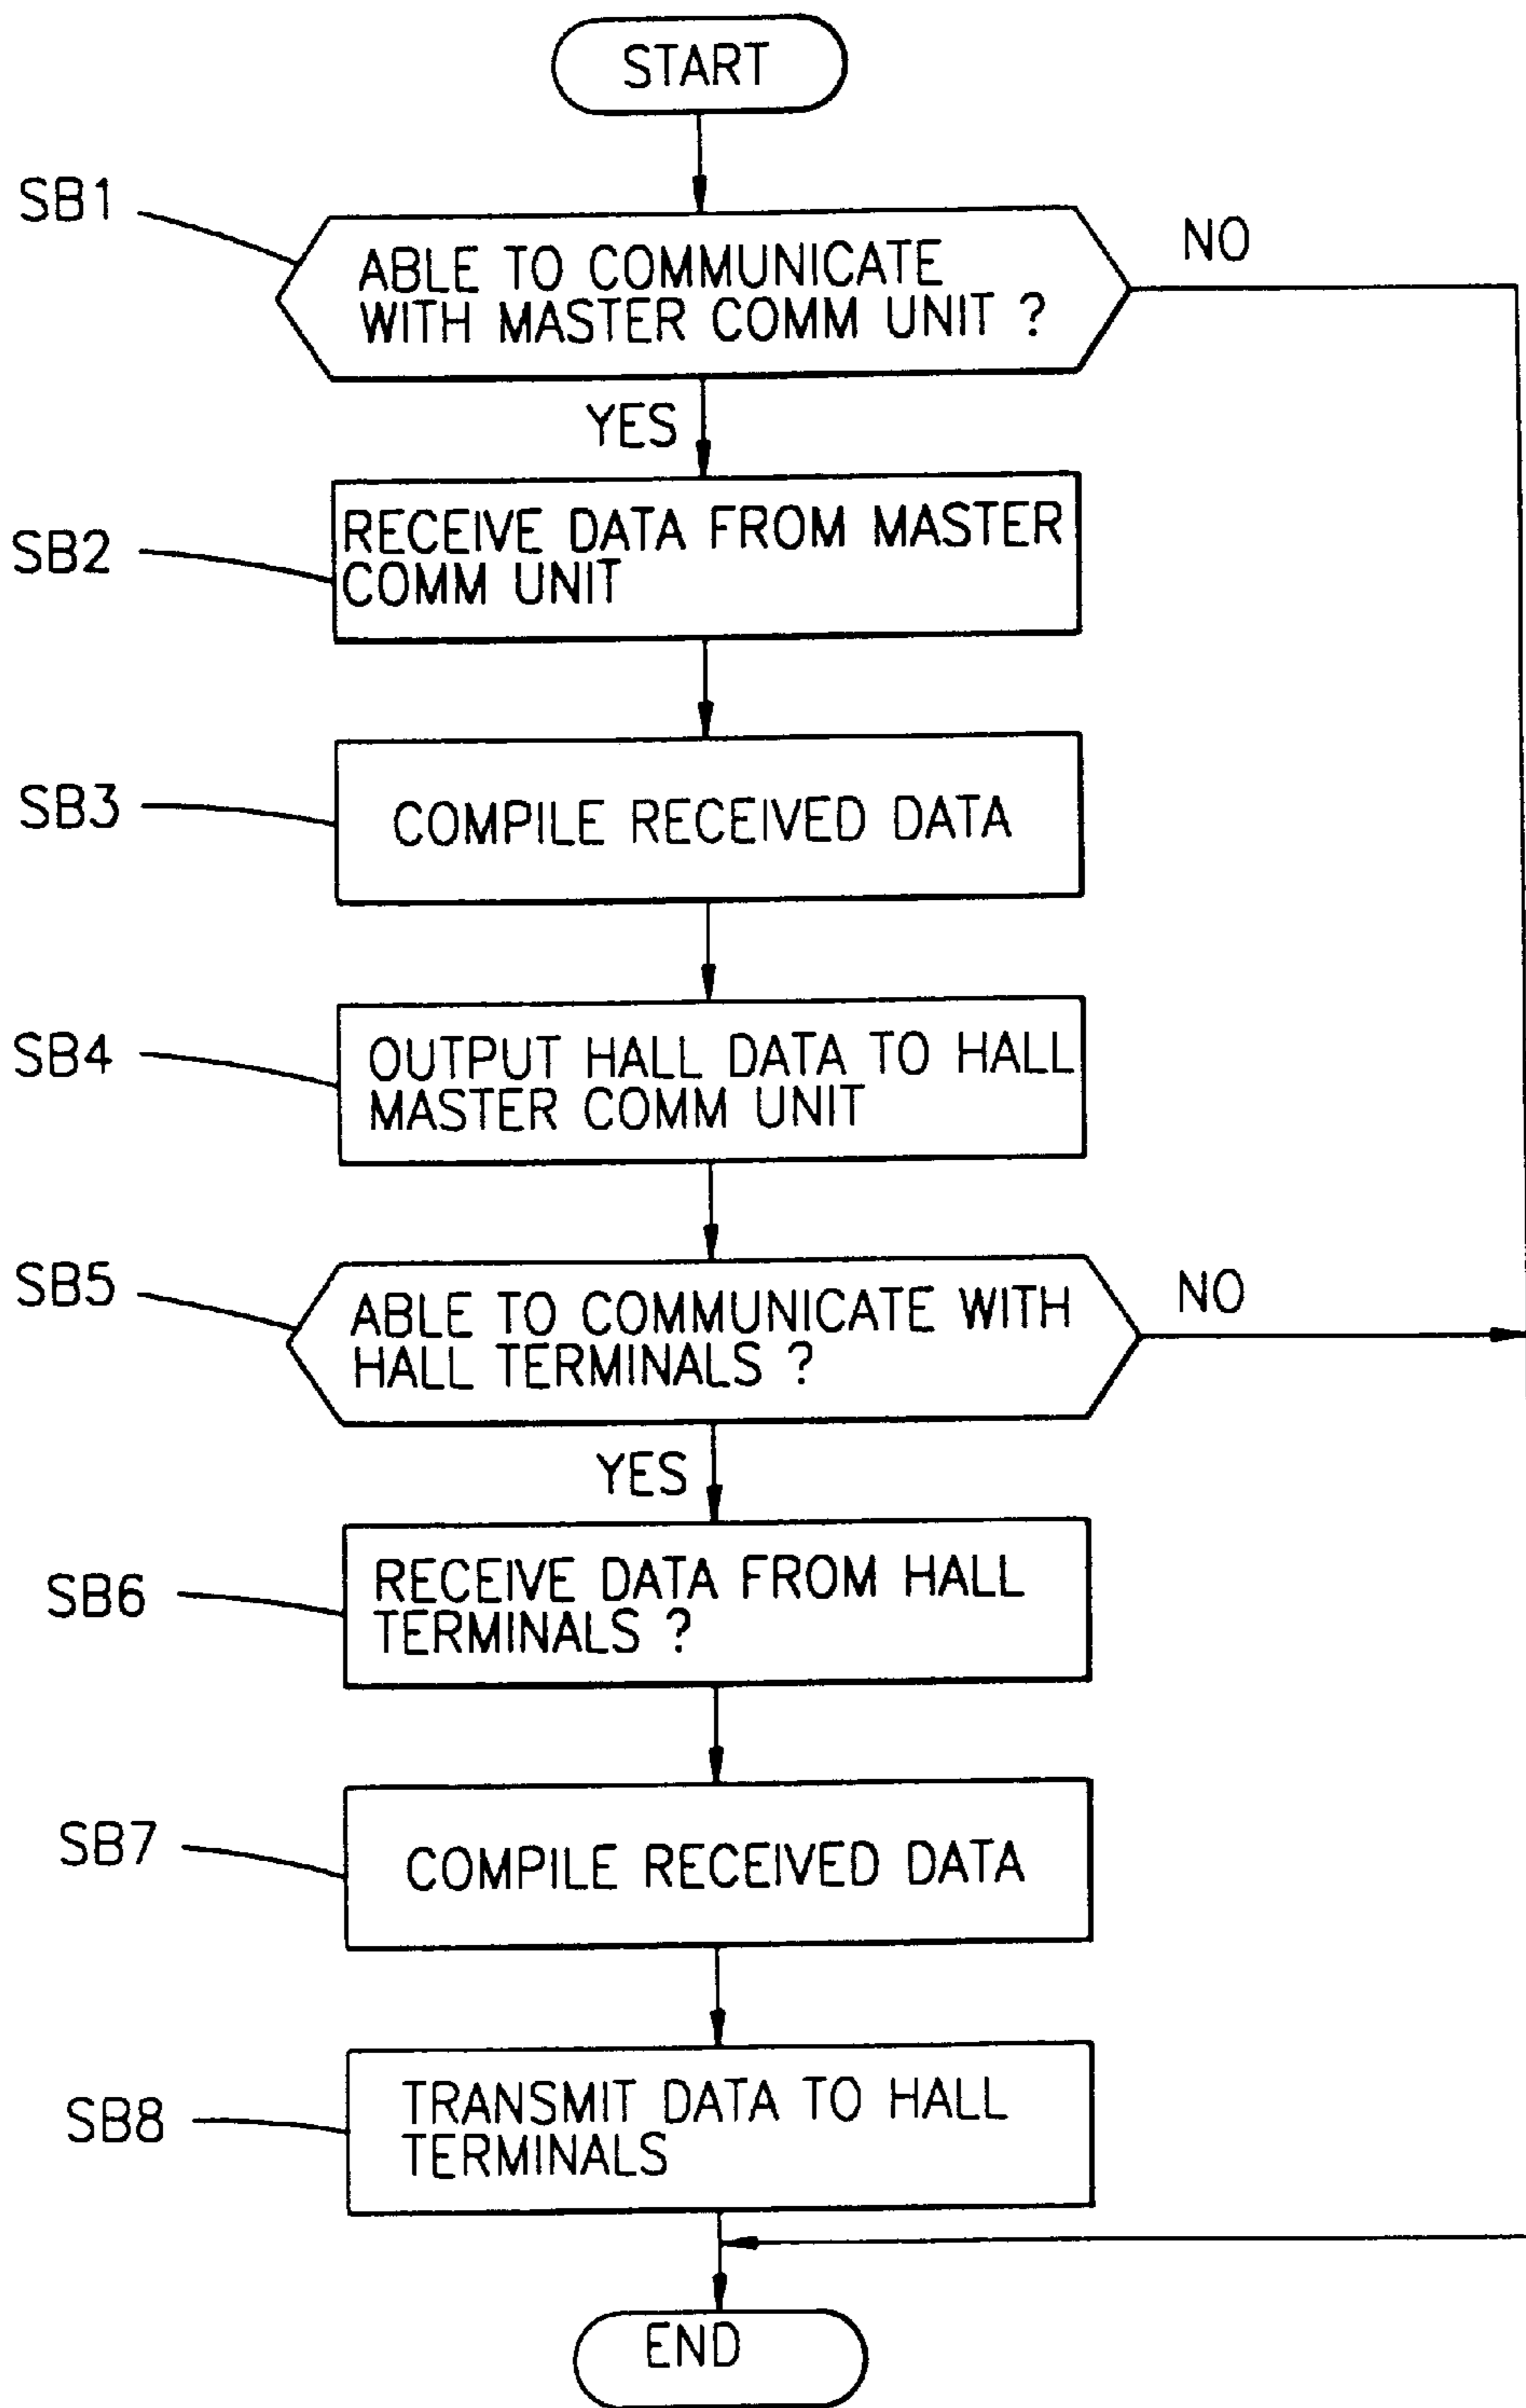 START
SB1
ABLE TO COMMUNICATE
WITH MASTER COMM UNIT ?
NO
YES
SB2
RECEIVE DATA FROM MASTER
COMM UNIT
SB3
COMPILE RECEIVED DATA
SB4
OUTPUT HALL DATA TO HALL
MASTER COMM UNIT
SB5
ABLE TO COMMUNICATE WITH
HALL TERMINALS ?
NO
YES
SB6
RECEIVE DATA FROM HALL
TERMINALS ?
SB7
COMPILE RECEIVED DATA
SB8
TRANSMIT DATA TO HALL
TERMINALS
END